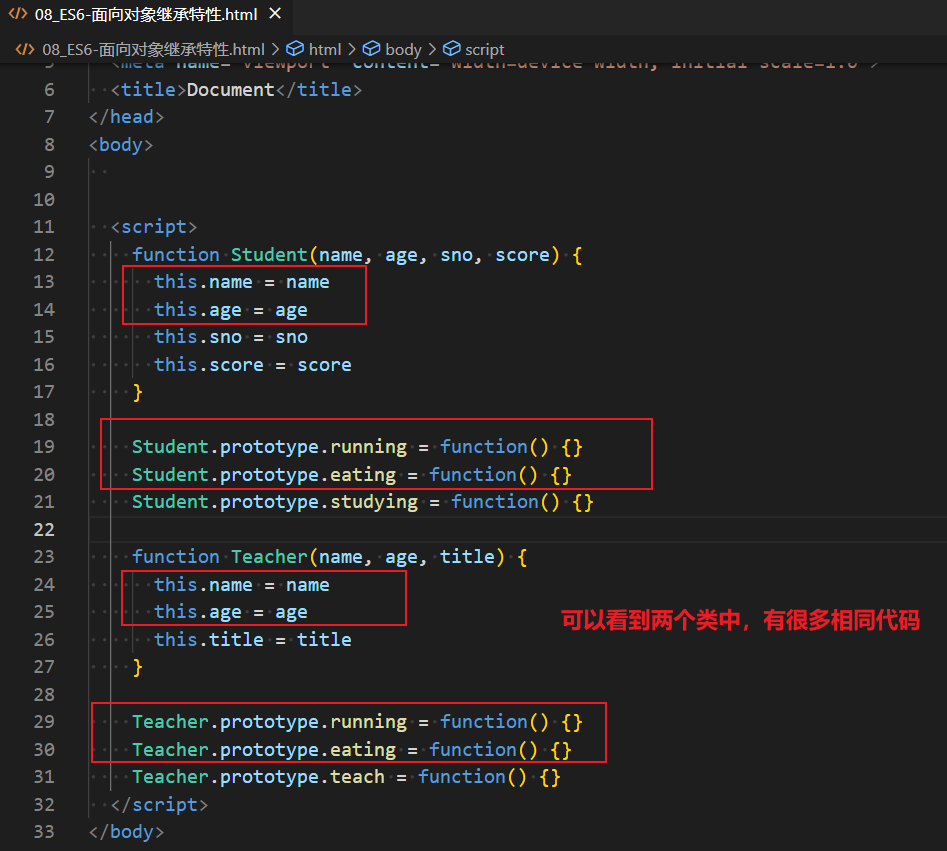 08_ES6-面向对象继承特性.html
08_ES6-面向对象继承特性.html > html > body > script
5 <meta name="viewport" content="width=device-width, initial-scale=1.0">
6 <title>Document</title>
7 </head>
8 <body>
9
10
11 <script>
12 function Student(name, age, sno, score) {
13 this.name = name
14 this.age = age
15 this.sno = sno
16 this.score = score
17 }
18
19 Student.prototype.running = function() {}
20 Student.prototype.eating = function() {}
21 Student.prototype.studying = function() {}
22
23 function Teacher(name, age, title) {
24 this.name = name
25 this.age = age
可以看到两个类中，有很多相同代码
26 this.title = title
27 }
28
29 Teacher.prototype.running = function() {}
30 Teacher.prototype.eating = function() {}
31 Teacher.prototype.teach = function() {}
32 </script>
33 </body>